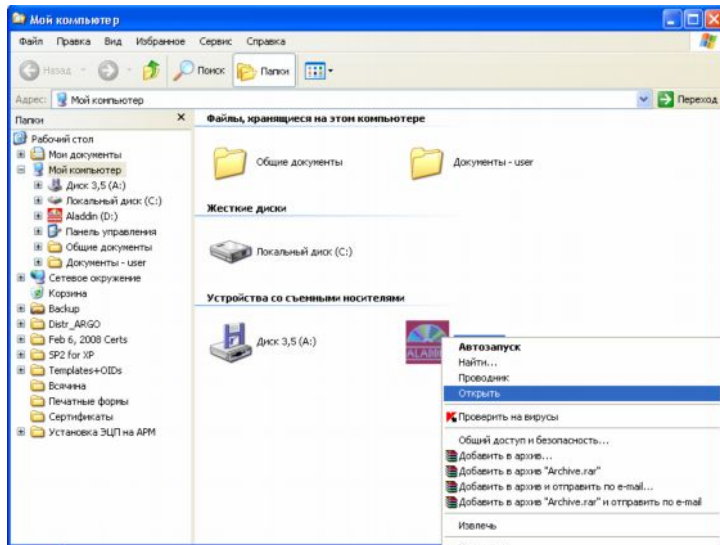 Мой компьютер
Файл Правка Вид Избранное Сервис Справка
Назад Поиск Папки
Адрес: Мой компьютер Переход
Папки X
Рабочий стол
Мои документы
Мой компьютер
Диск 3,5 (A:)
Локальный диск (C:)
Aladdin (D:)
Панель управления
Общие документы
Документы - user
Сетевое окружение
Корзина
Backup
Distr_ARGO
Feb 6, 2008 Certs
SP2 for XP
Templates+OIDs
Всячина
Печатные формы
Сертификаты
Установка ЭЦП на АРМ
Файлы, хранящиеся на этом компьютере
Общие документы Документы - user
Жесткие диски
Локальный диск (C:)
Устройства со съемными носителями
Диск 3,5 (A:)
Автозапуск
Найти...
Проводник
Открыть
Проверить на вирусы
Общий доступ и безопасность...
Добавить в архив...
Добавить в архив "Archive.rar"
Добавить в архив и отправить по e-mail...
Добавить в архив "Archive.rar" и отправить по e-mail
Извлечь